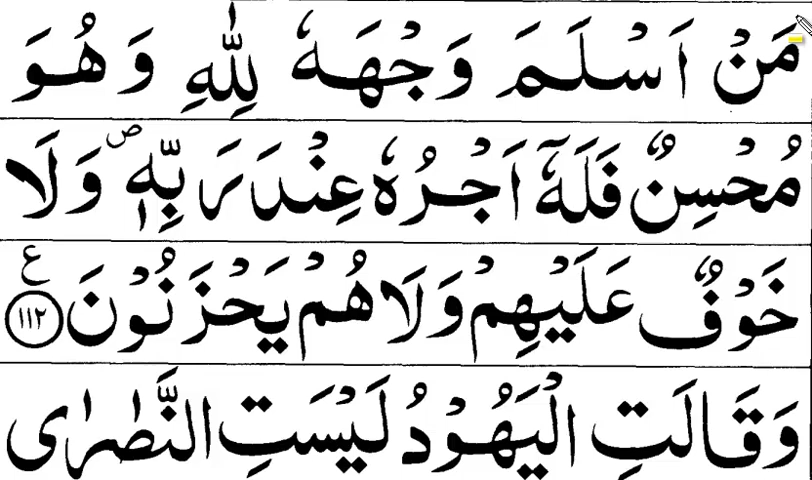 مَنْ اَسْلَمَ وَجْهَهٗ لِلّٰهِ وَهُوَ
مُحْسِنٌ فَلَهٗۤ اَجْرُهٗ عِنْدَ رَبِّهٖ ۪ وَلَا
خَوْفٌ عَلَيْهِمْ وَلَا هُمْ يَحْزَنُوْنَ ۝۱۱۲ ع
وَقَالَتِ الْيَهُوْدُ لَيْسَتِ النَّصٰرٰى